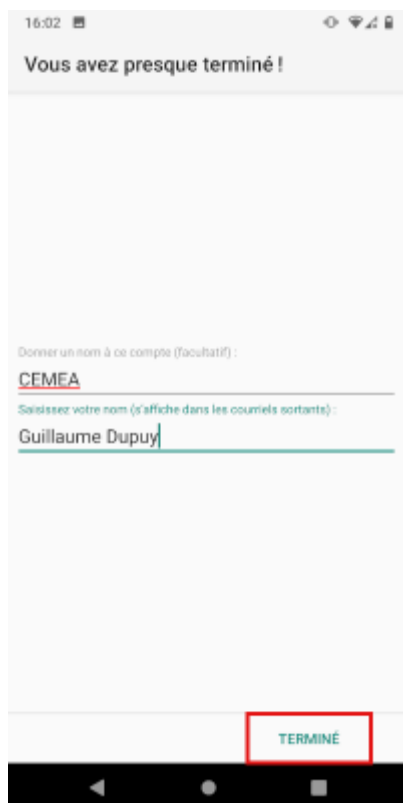 16:02
Vous avez presque terminé !
Donner un nom à ce compte (facultatif) :
CEMEA
Saisissez votre nom (s'affiche dans les courriels sortants) :
Guillaume Dupuy
TERMINÉ